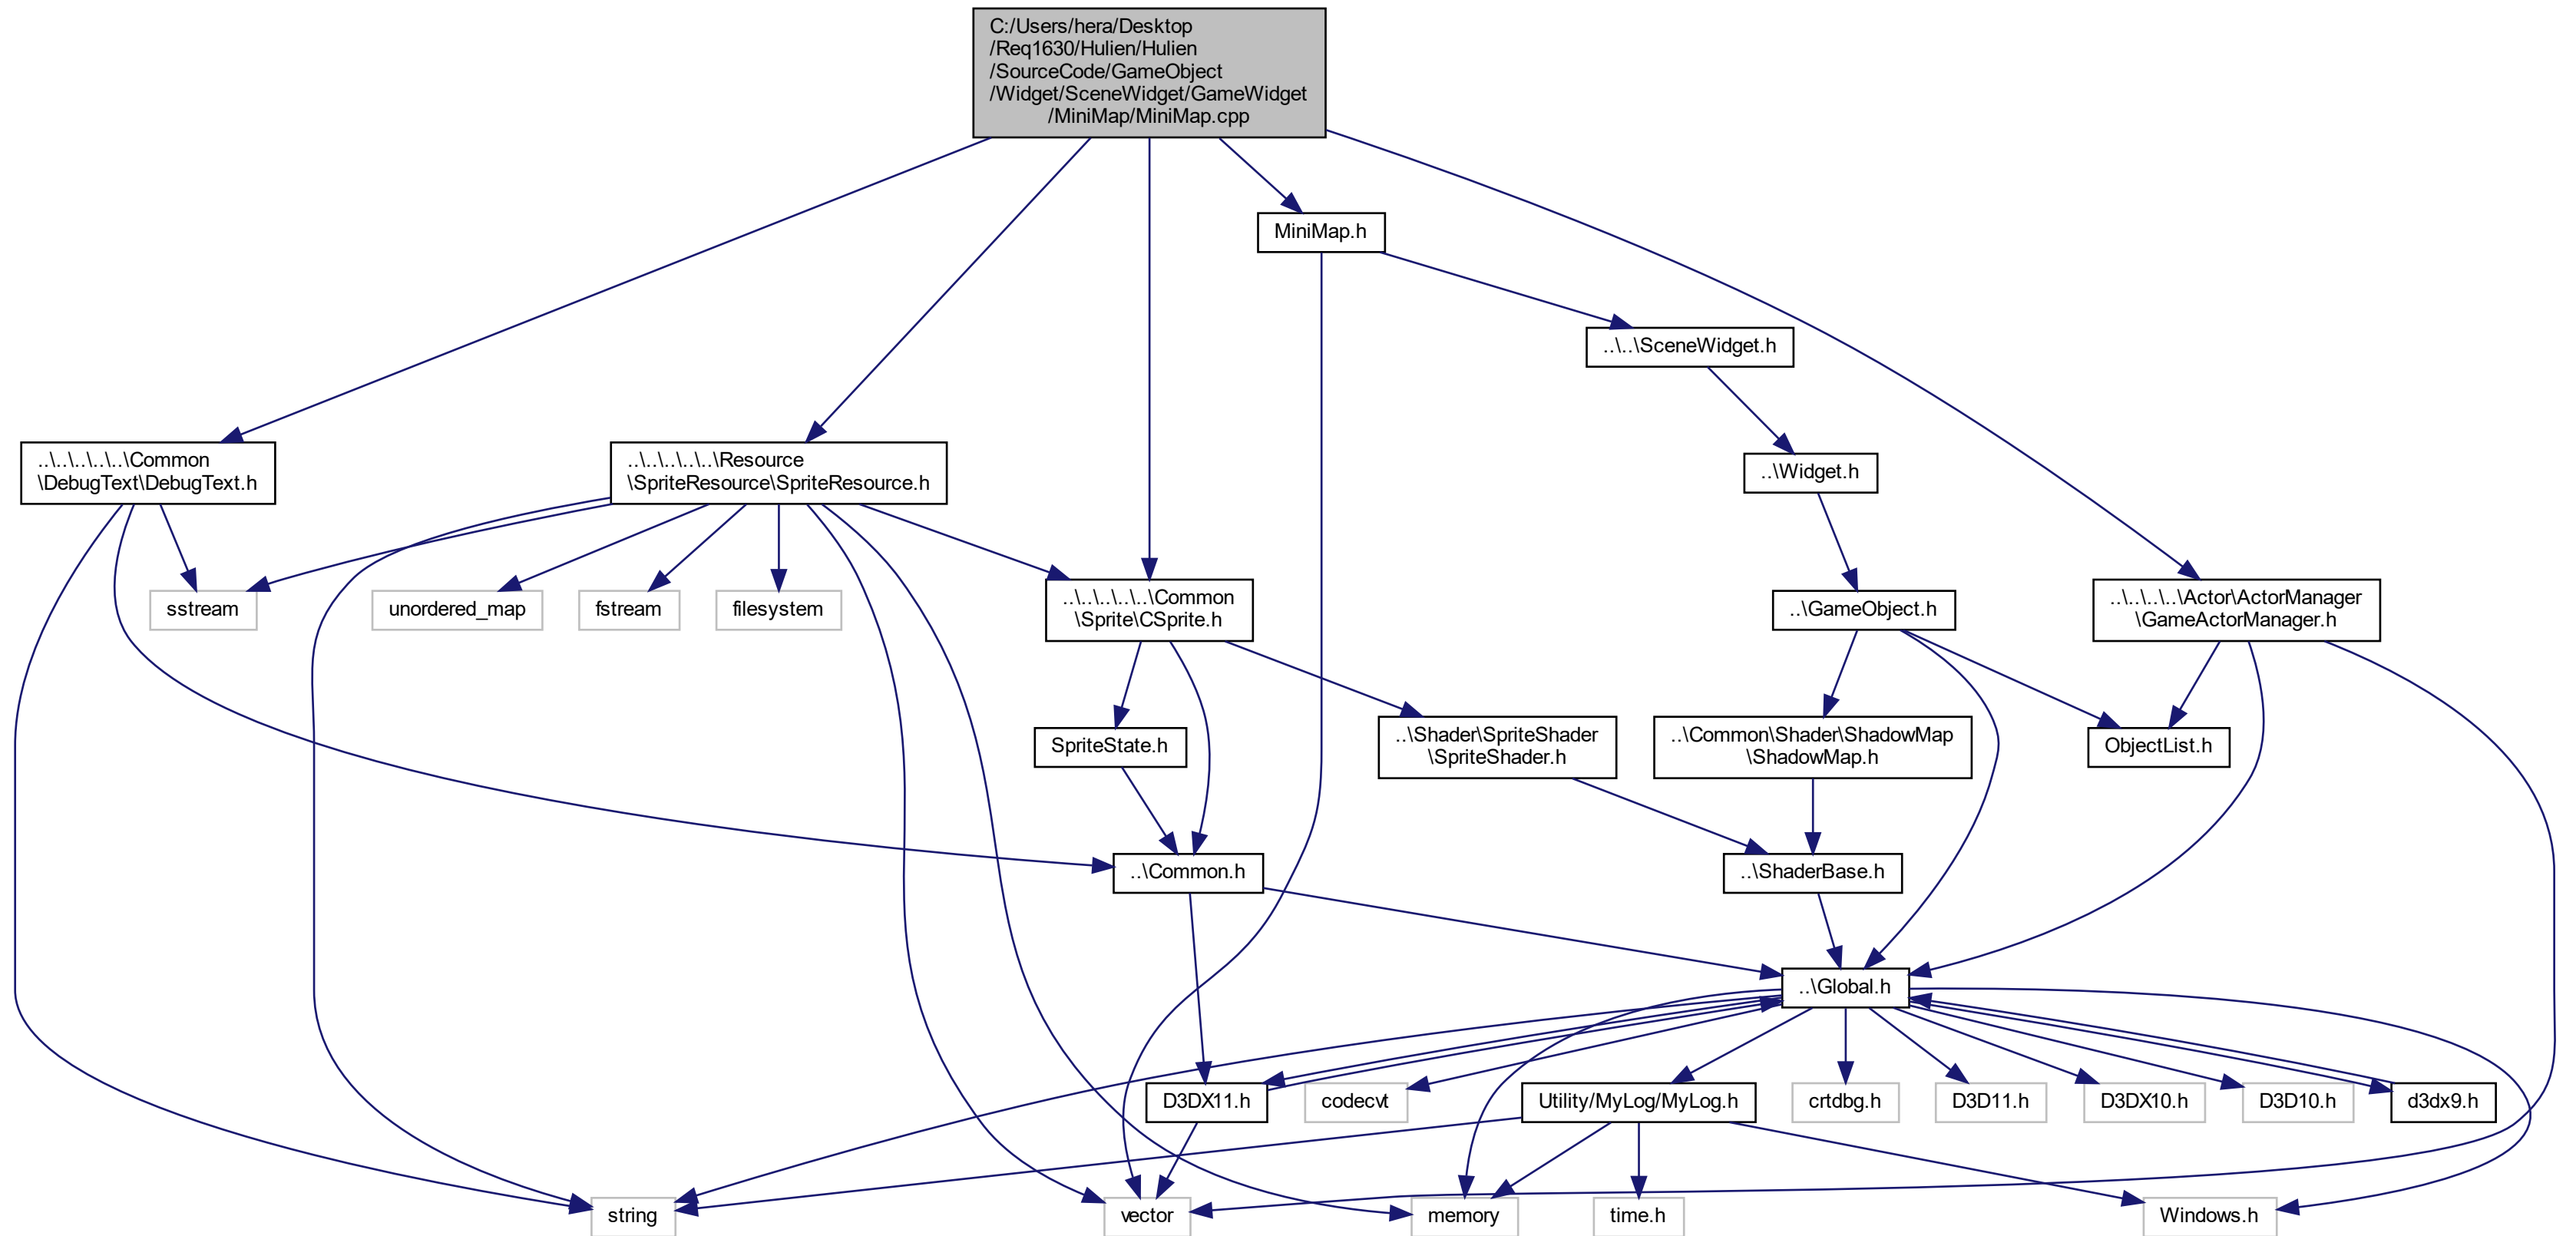 C:/Users/hera/Desktop
/Req1630/Hulien/Hulien
/SourceCode/GameObject
/Widget/SceneWidget/GameWidget
/MiniMap/MiniMap.cpp
MiniMap.h
..\..\SceneWidget.h
..\..\..\..\..\Common
\DebugText\DebugText.h
..\..\..\..\..\Resource
\SpriteResource\SpriteResource.h
..\Widget.h
sstream
unordered_map
fstream
filesystem
..\..\..\..\..\Common
\Sprite\CSprite.h
..\GameObject.h
..\..\..\..\Actor\ActorManager
\GameActorManager.h
SpriteState.h
..\Shader\SpriteShader
\SpriteShader.h
..\Common\Shader\ShadowMap
\ShadowMap.h
ObjectList.h
..\Common.h
..\ShaderBase.h
..\Global.h
D3DX11.h
codecvt
Utility/MyLog/MyLog.h
crtdbg.h
D3D11.h
D3DX10.h
D3D10.h
d3dx9.h
string
vector
memory
time.h
Windows.h